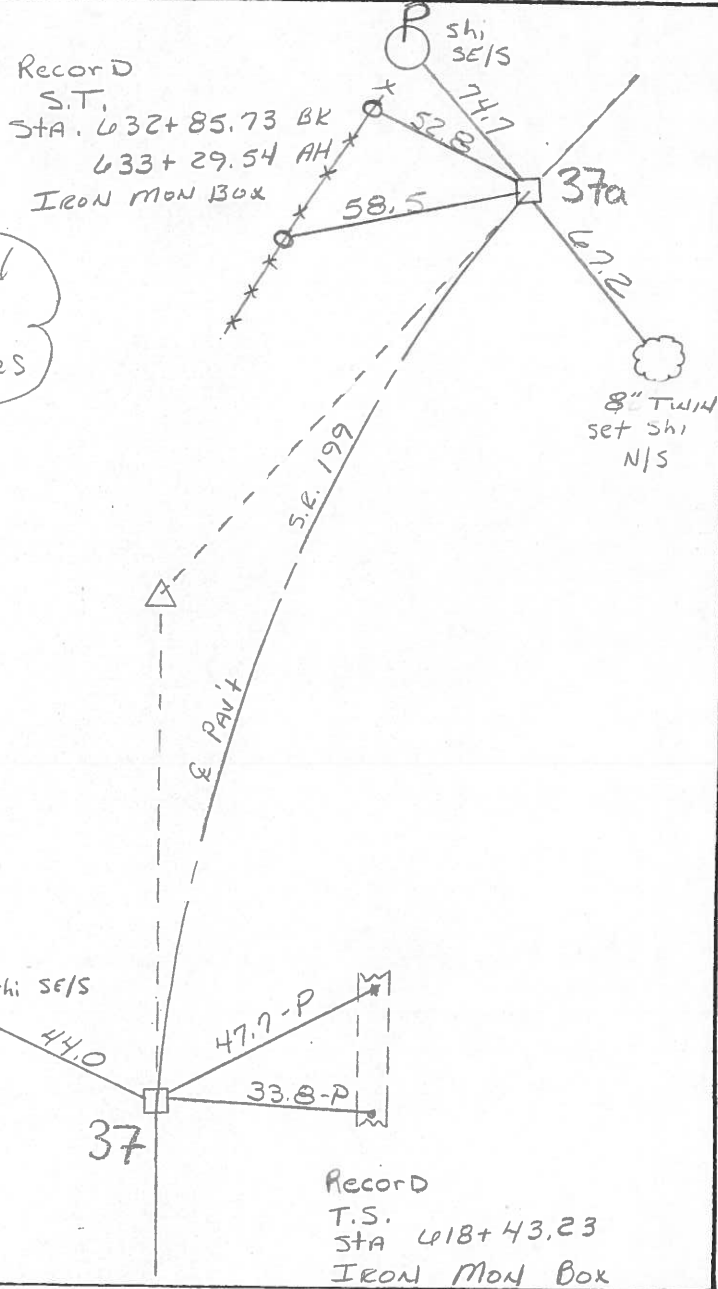 P
shi
SE/S
Record
S.T.
StA. 632+85.73 BK
633+29.54 AH
IRON MON BOX
74.7
52.8
58.5
37a
67.2
8" TWIN
set shi
N/S
es
S.R. 199
℄ PAV't
hi SE/S
44.0
47.7-P
33.8-P
37
Record
T.S.
StA 618+43.23
IRON MON BOX